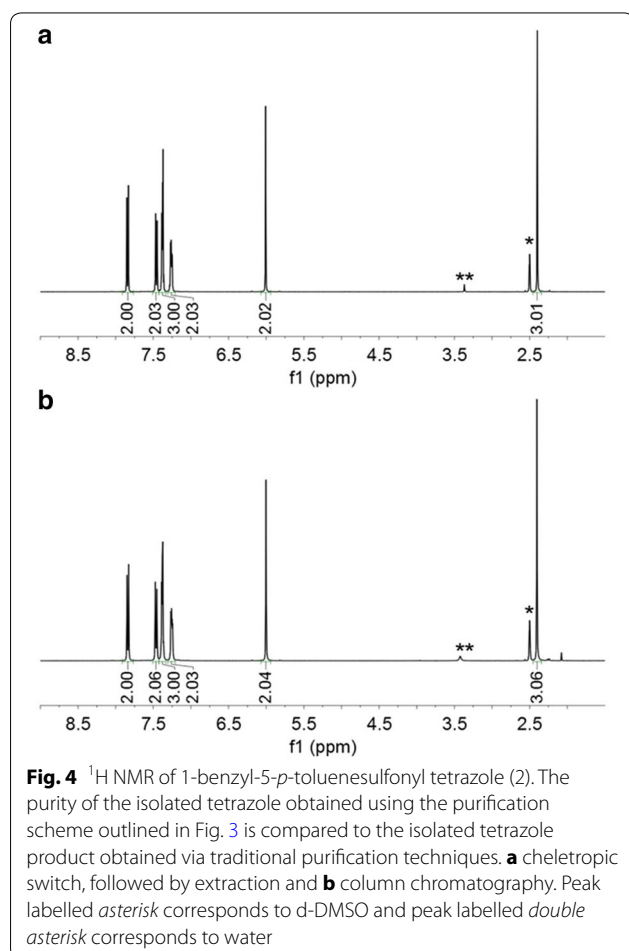 a
*
**
2.00
2.03
3.00
2.03
2.02
3.01
8.5 7.5 6.5 5.5 4.5 3.5 2.5
f1 (ppm)
b
*
**
2.00
2.06
3.00
2.03
2.04
3.06
8.5 7.5 6.5 5.5 4.5 3.5 2.5
f1 (ppm)
Fig. 4 ¹H NMR of 1-benzyl-5-p-toluenesulfonyl tetrazole (2). The
purity of the isolated tetrazole obtained using the purification
scheme outlined in Fig. 3 is compared to the isolated tetrazole
product obtained via traditional purification techniques. a cheletropic
switch, followed by extraction and b column chromatography. Peak
labelled asterisk corresponds to d-DMSO and peak labelled double
asterisk corresponds to water